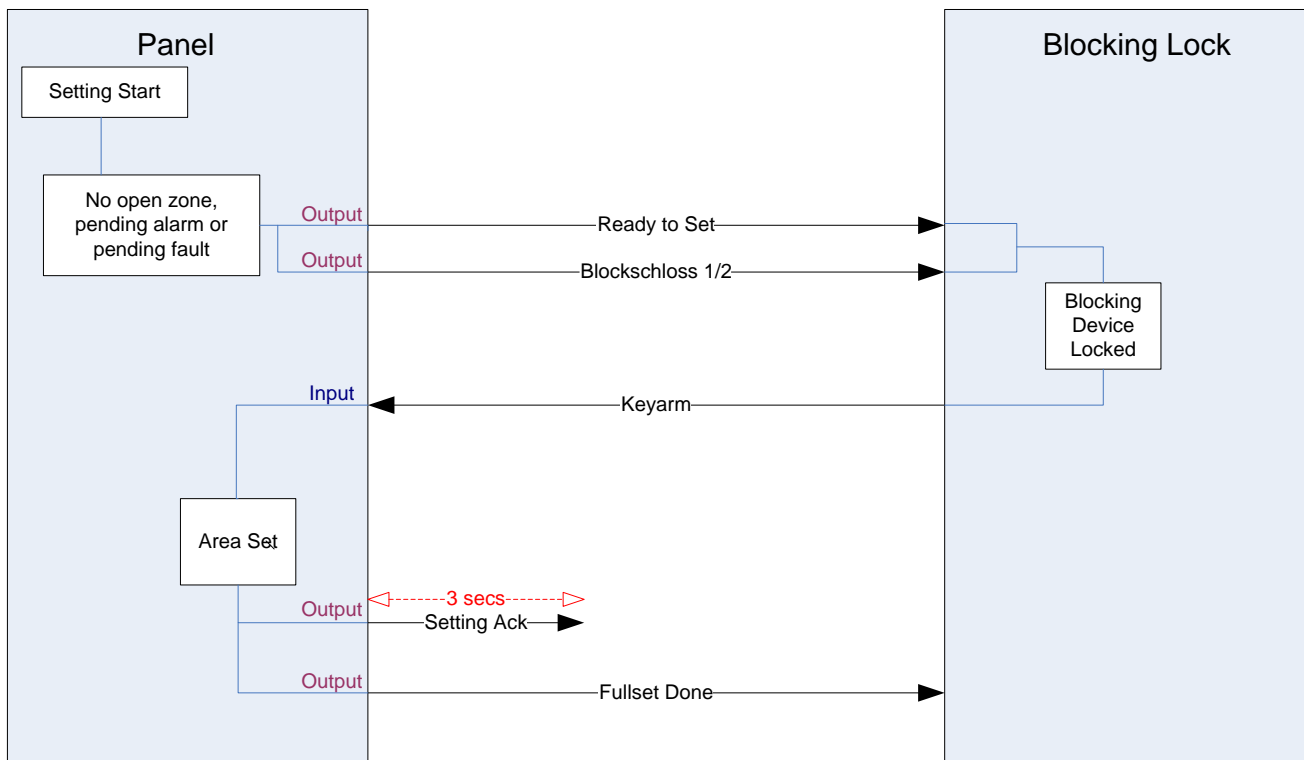 Panel
Blocking Lock
Setting Start
No open zone,
pending alarm or
pending fault
Output
Ready to Set
Output
Blockschloss 1/2
Blocking
Device
Locked
Input
Keyarm
Area Set
3 secs
Output
Setting Ack
Output
Fullset Done